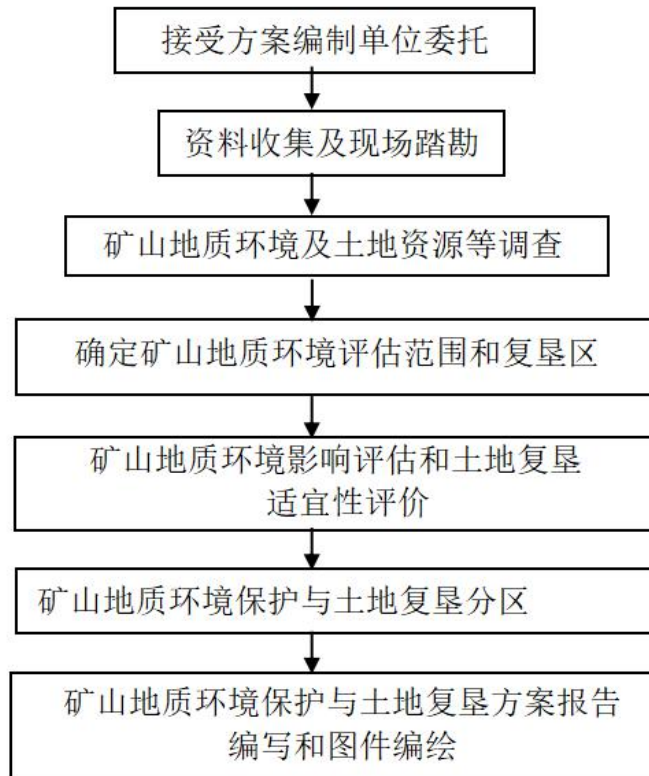 接受方案编制单位委托
资料收集及现场踏勘
矿山地质环境及土地资源等调查
确定矿山地质环境评估范围和复垦区
矿山地质环境影响评估和土地复垦
适宜性评价
矿山地质环境保护与土地复垦分区
矿山地质环境保护与土地复垦方案报告
编写和图件编绘